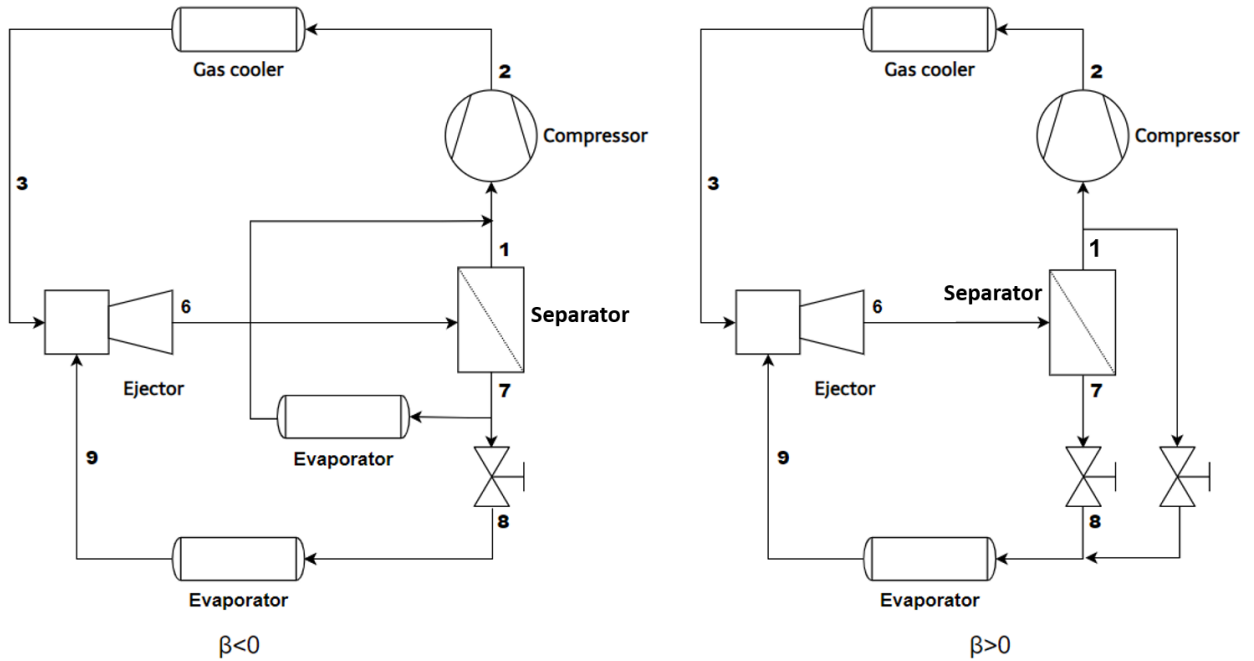 Gas cooler
2
Compressor
3
1
6
Separator
Ejector
7
Evaporator
9
8
Evaporator
β<0
Gas cooler
2
Compressor
3
1
6
Separator
Ejector
7
9
8
Evaporator
β>0